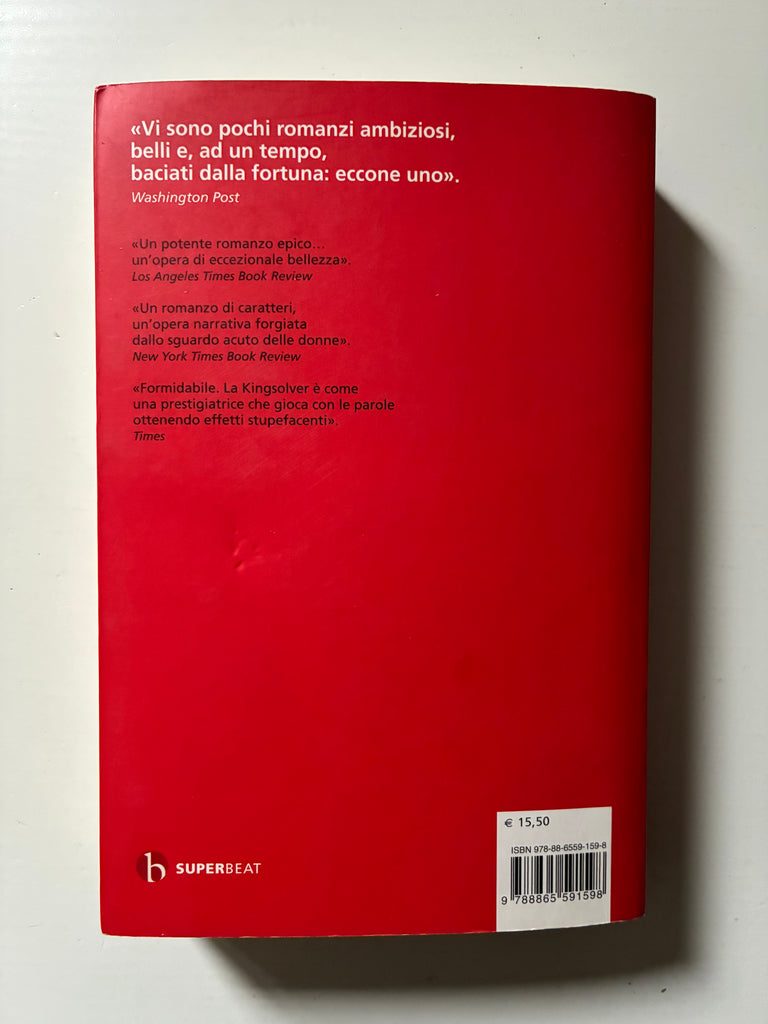 «Vi sono pochi romanzi ambiziosi,
belli e, ad un tempo,
baciati dalla fortuna: eccone uno».
Washington Post
«Un potente romanzo epico...
un'opera di eccezionale bellezza».
Los Angeles Times Book Review
«Un romanzo di caratteri,
un'opera narrativa forgiata
dallo sguardo acuto delle donne».
New York Times Book Review
«Formidabile. La Kingsolver è come
una prestigiatrice che gioca con le parole
ottenendo effetti stupefacenti».
Times
€ 15,50
ISBN 978-88-6559-159-8
9 788865 591598
b SUPERBEAT